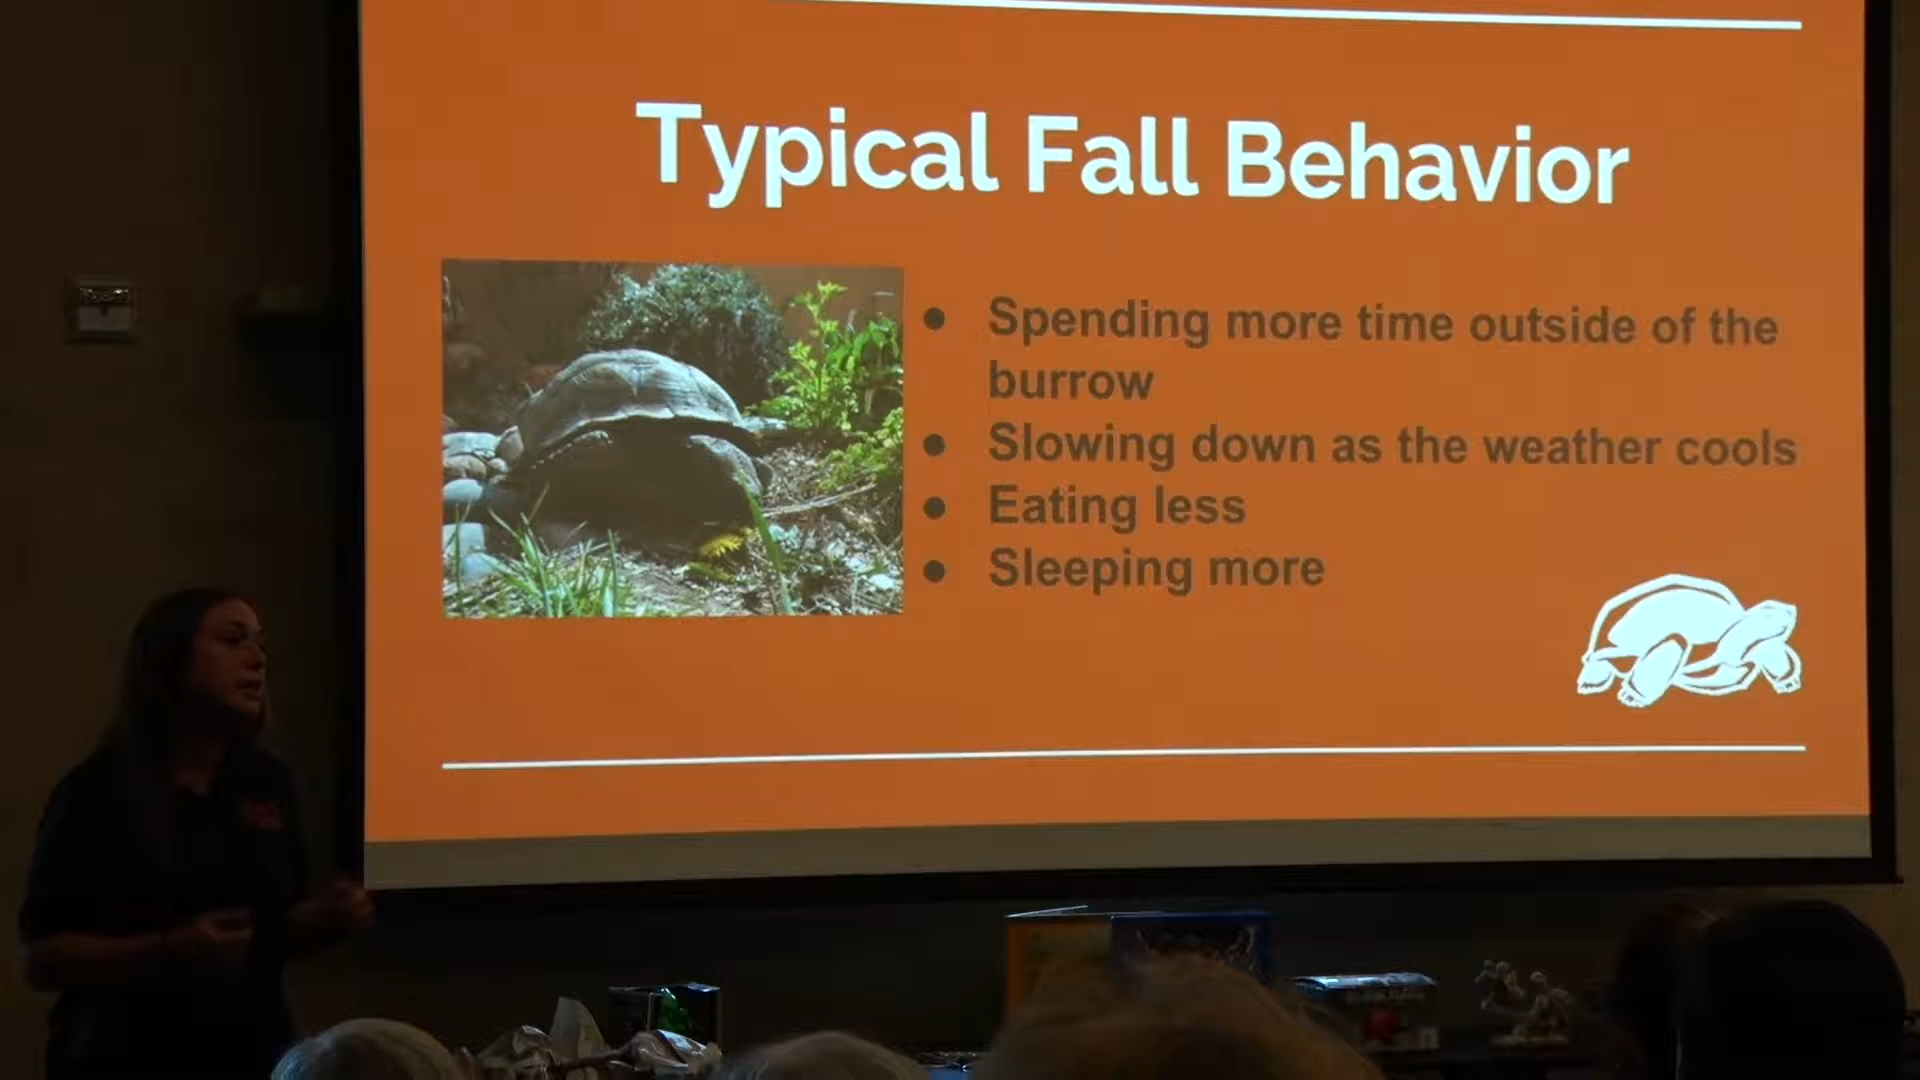 Typical Fall Behavior
● Spending more time outside of the
burrow
● Slowing down as the weather cools
● Eating less
● Sleeping more